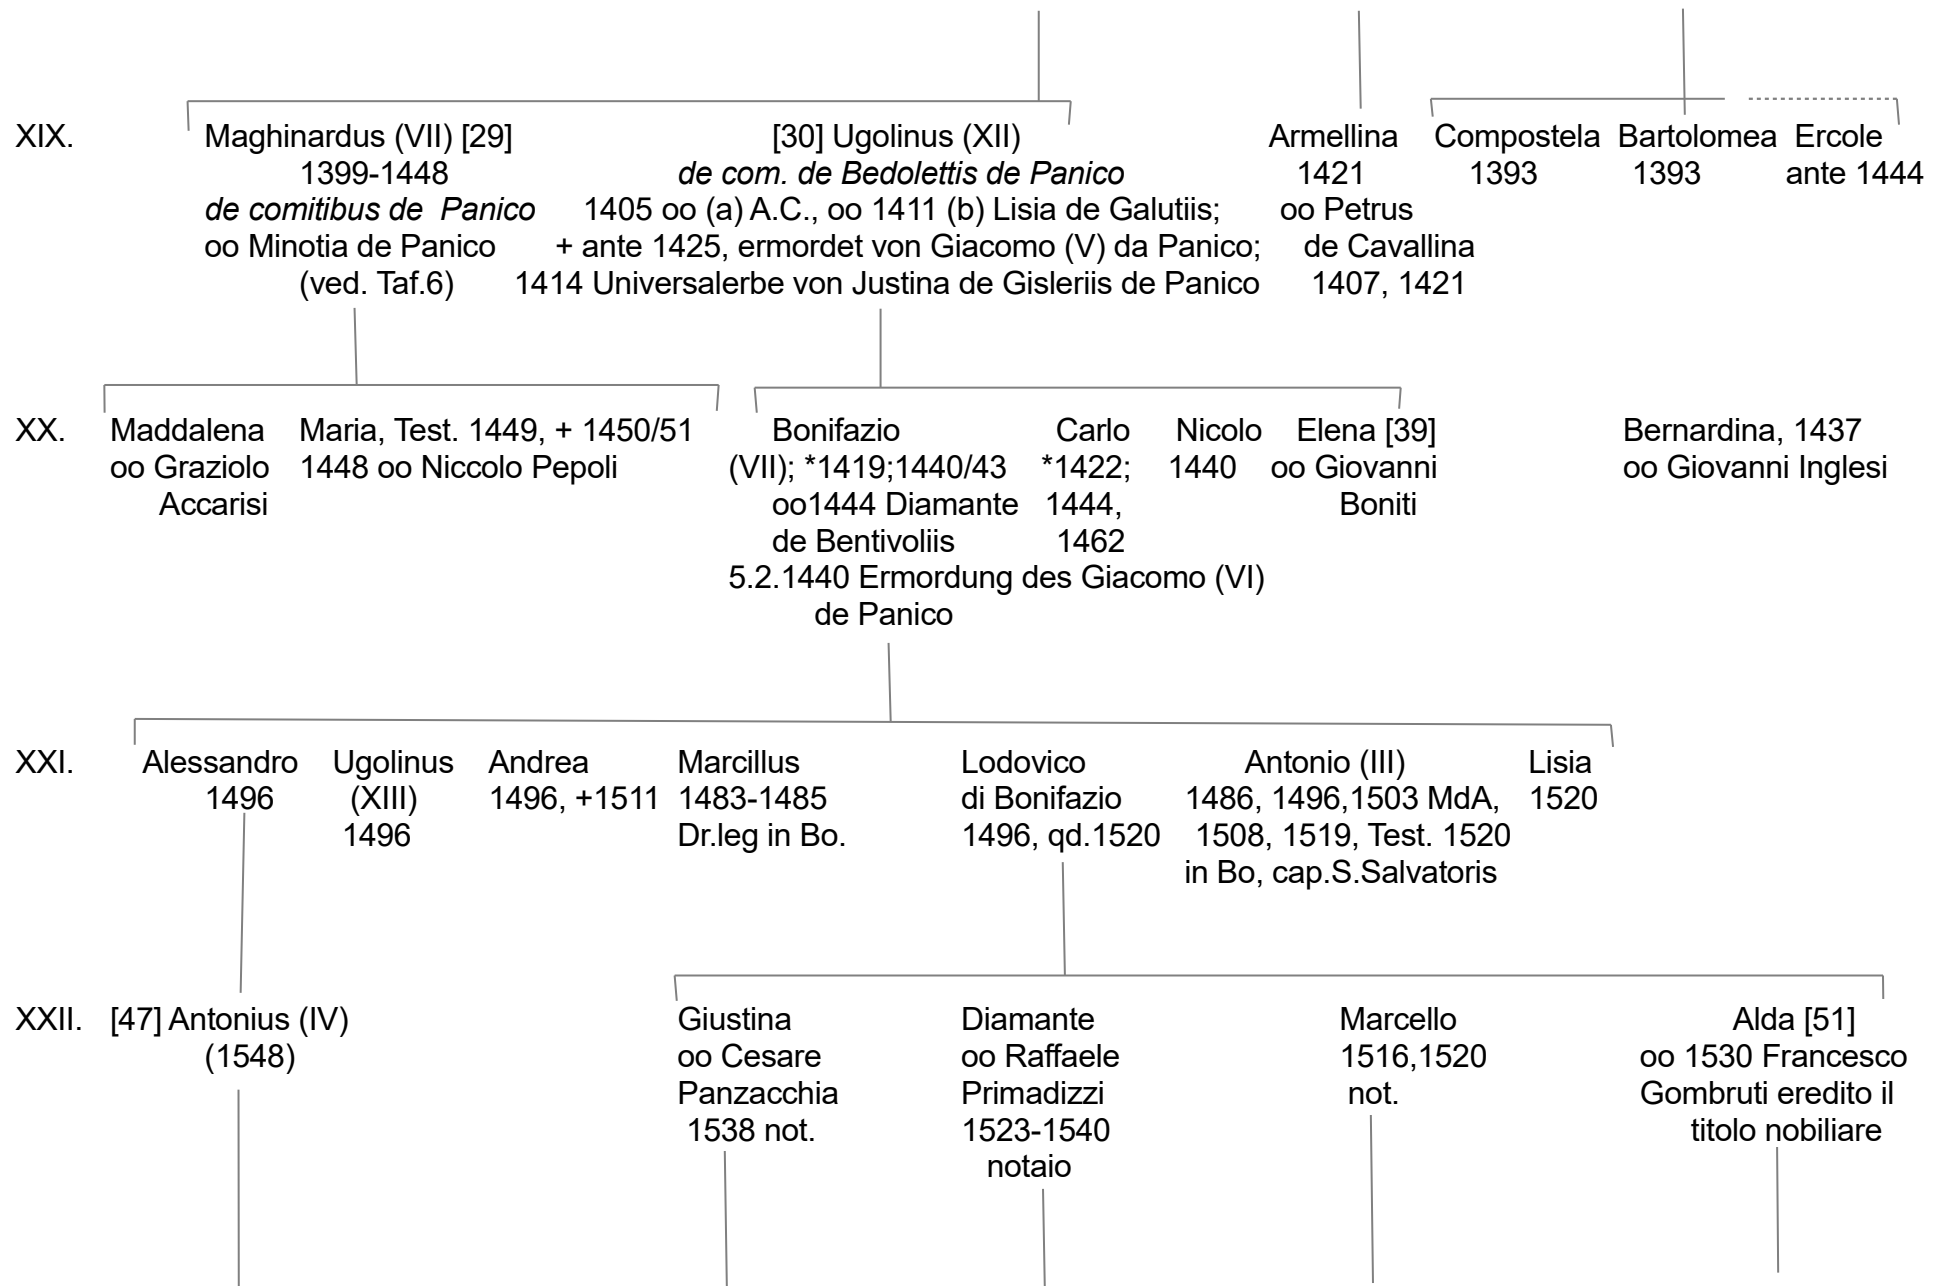 XIX.
Maghinardus (VII) [29]
1399-1448
de comitibus de Panico
oo Minotia de Panico
(ved. Taf.6)
[30] Ugolinus (XII)
de com. de Bedolettis de Panico
1405 oo (a) A.C., oo 1411 (b) Lisia de Galutiis;
+ ante 1425, ermordet von Giacomo (V) da Panico;
1414 Universalerbe von Justina de Gisleriis de Panico
Armellina
1421
oo Petrus
de Cavallina
1407, 1421
Compostela
1393
Bartolomea
1393
Ercole
ante 1444
XX.
Maddalena
oo Graziolo
Accarisi
Maria, Test. 1449, + 1450/51
1448 oo Niccolo Pepoli
Bonifazio
(VII); *1419;1440/43
oo1444 Diamante
de Bentivoliis
Carlo
*1422;
1444,
1462
Nicolo
1440
5.2.1440 Ermordung des Giacomo (VI)
de Panico
Elena [39]
oo Giovanni
Boniti
Bernardina, 1437
oo Giovanni Inglesi
XXI.
Alessandro
1496
Ugolinus
(XIII)
1496
Andrea
1496, +1511
Marcillus
1483-1485
Dr.leg in Bo.
Lodovico
di Bonifazio
1496, qd.1520
Antonio (III)
1486, 1496,1503 MdA,
1508, 1519, Test. 1520
in Bo, cap.S.Salvatoris
Lisia
1520
XXII.
[47] Antonius (IV)
(1548)
Giustina
oo Cesare
Panzacchia
1538 not.
Diamante
oo Raffaele
Primadizzi
1523-1540
notaio
Marcello
1516,1520
not.
Alda [51]
oo 1530 Francesco
Gombruti eredito il
titolo nobiliare